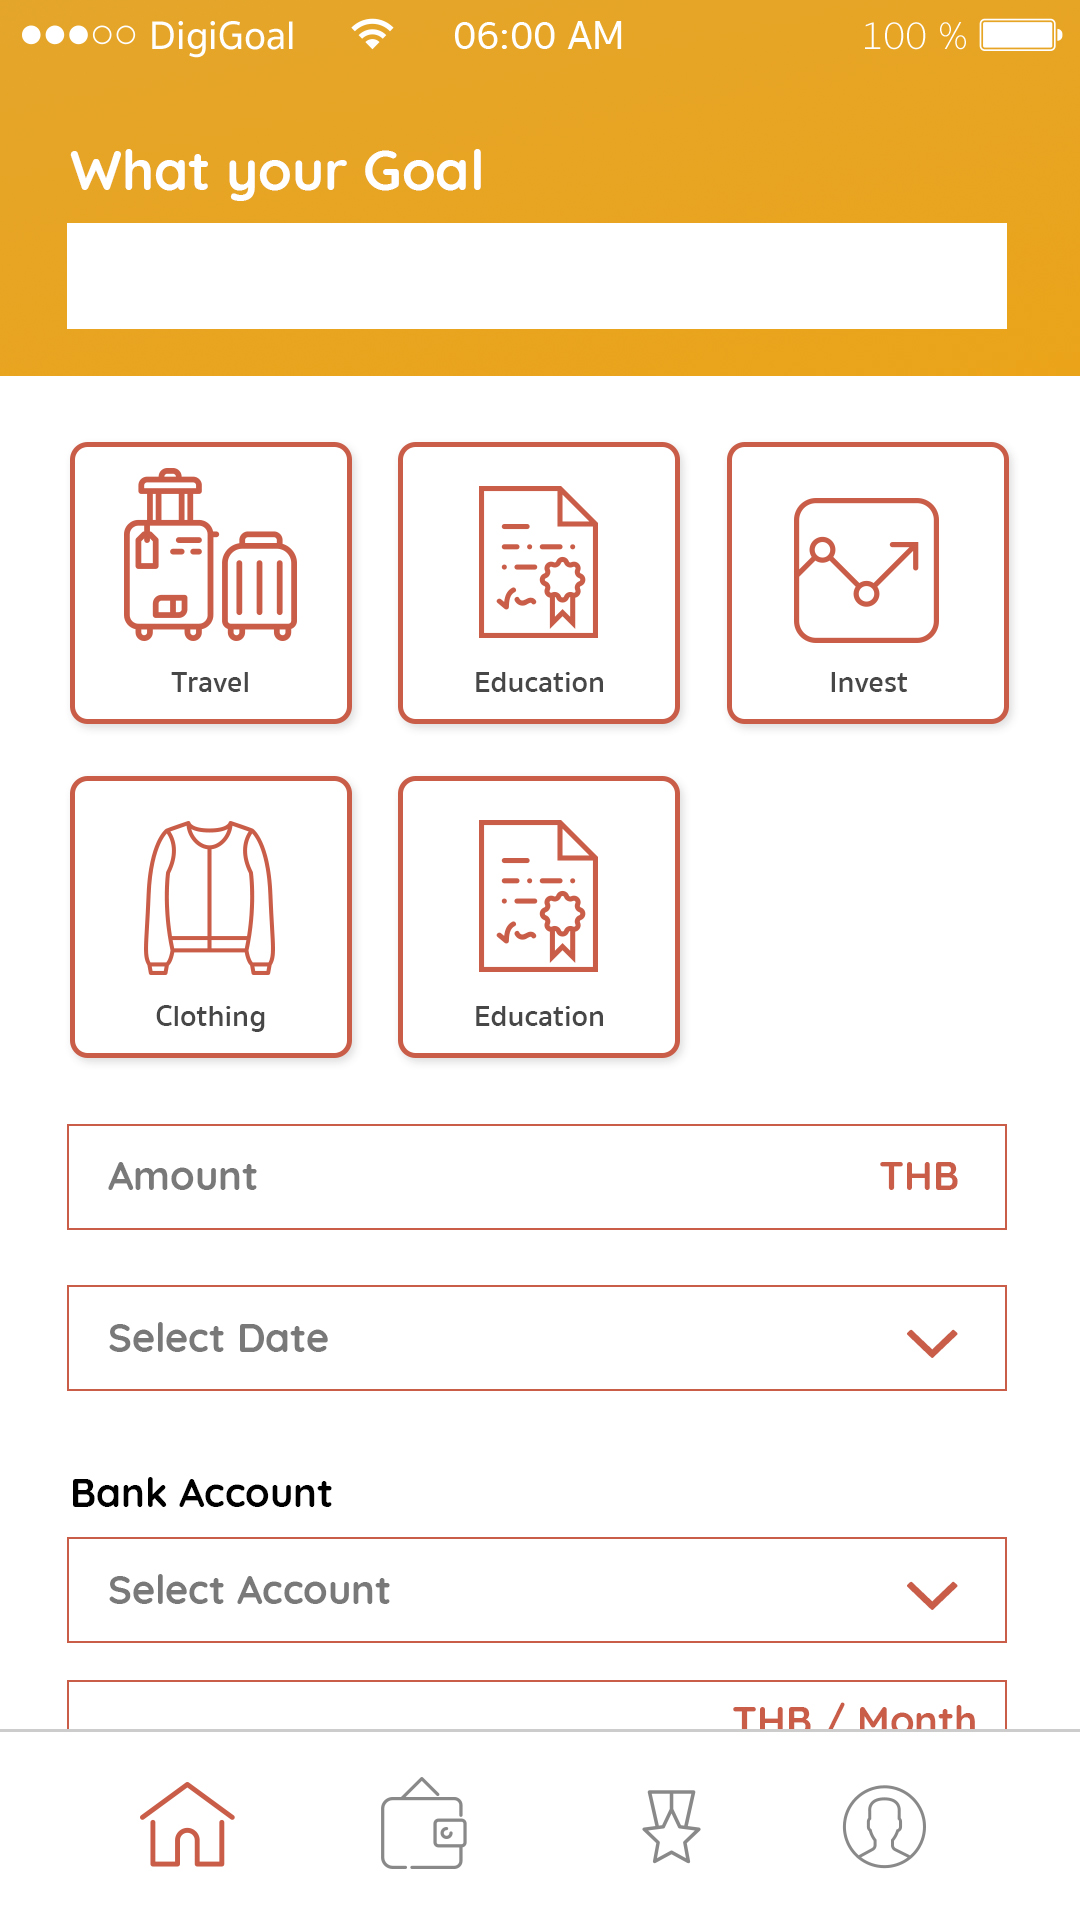 DigiGoal 06:00 AM 100 %
What your Goal
Travel Education Invest
Clothing Education
Amount THB
Select Date
Bank Account
Select Account
THB / Month